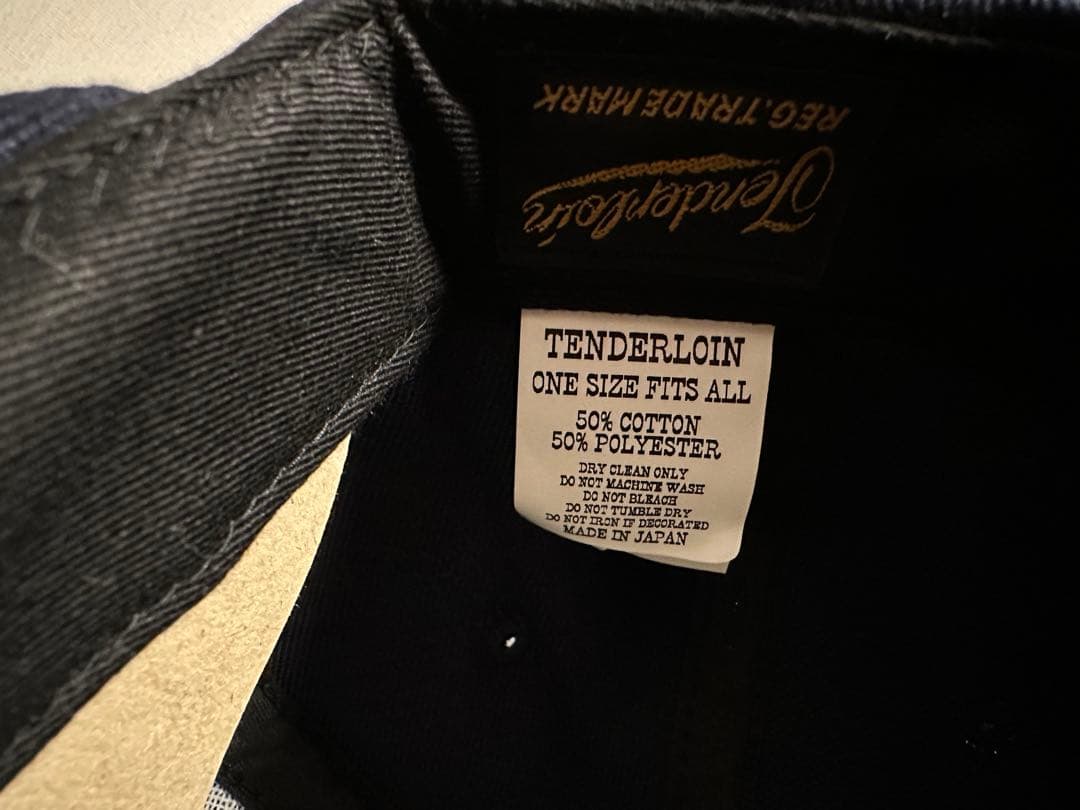 REG. TRADEMARK
Tenderloin
TENDERLOIN
ONE SIZE FITS ALL
50% COTTON
50% POLYESTER
DRY CLEAN ONLY
DO NOT MACHINE WASH
DO NOT BLEACH
DO NOT TUMBLE DRY
DO NOT IRON IF DECORATED
MADE IN JAPAN